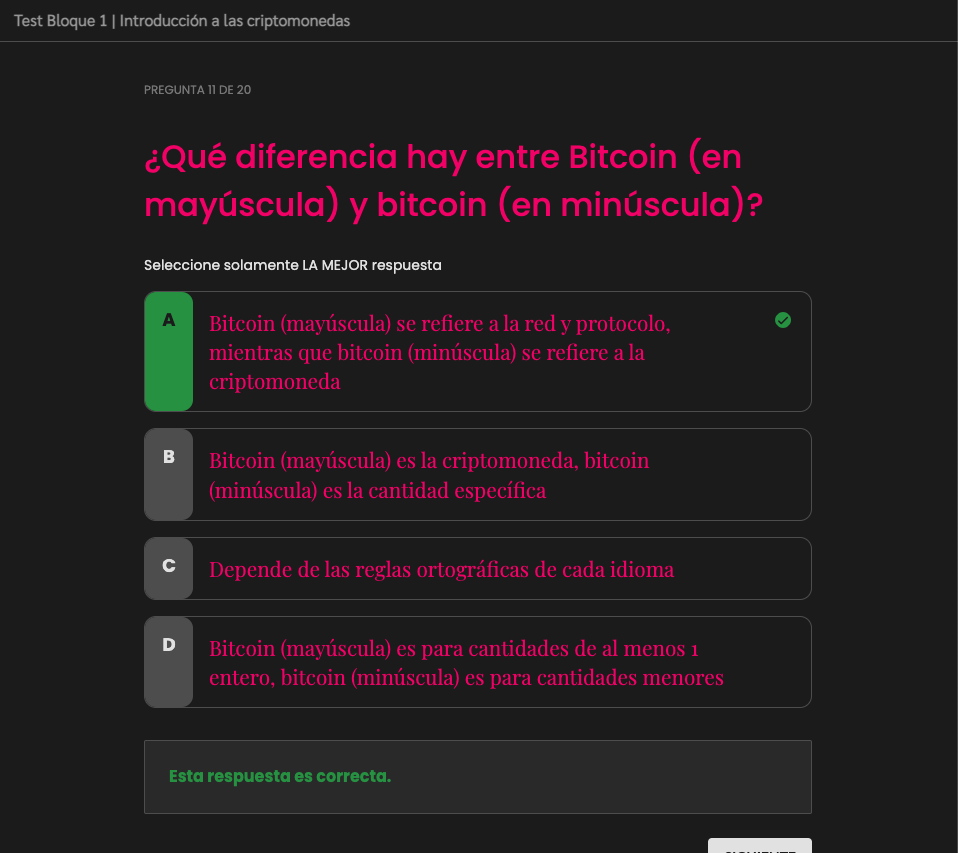 Test Bloque 1 | Introducción a las criptomonedas
PREGUNTA 11 DE 20
¿Qué diferencia hay entre Bitcoin (en
mayúscula) y bitcoin (en minúscula)?
Seleccione solamente LA MEJOR respuesta
A
Bitcoin (mayúscula) se refiere a la red y protocolo,
mientras que bitcoin (minúscula) se refiere a la
criptomoneda
B
Bitcoin (mayúscula) es la criptomoneda, bitcoin
(minúscula) es la cantidad específica
C
Depende de las reglas ortográficas de cada idioma
D
Bitcoin (mayúscula) es para cantidades de al menos 1
entero, bitcoin (minúscula) es para cantidades menores
Esta respuesta es correcta.